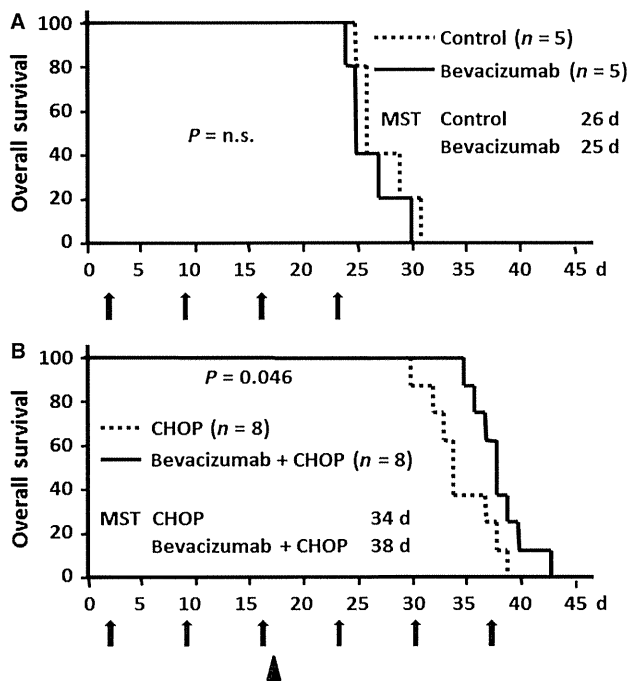 A
Overall survival
100
80
60
40
20
0
Control (n = 5)
Bevacizumab (n = 5)
MST Control 26 d
Bevacizumab 25 d
P = n.s.
0 5 10 15 20 25 30 35 40 45 d
B
Overall survival
100
80
60
40
20
0
P = 0.046
CHOP (n = 8)
Bevacizumab + CHOP (n = 8)
MST CHOP 34 d
Bevacizumab + CHOP 38 d
0 5 10 15 20 25 30 35 40 45 d